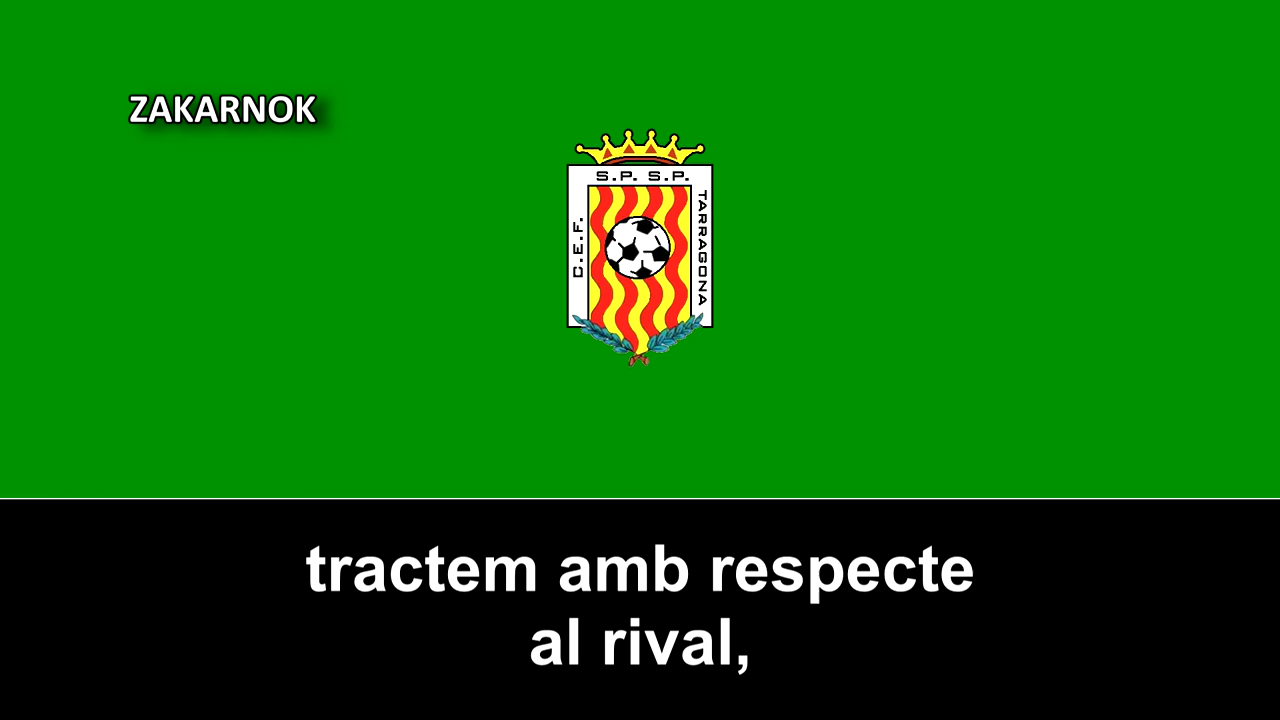 ZAKARNOK
S.P. S.P.
C.E.F.
TARRAGONA
tractem amb respecte
al rival,